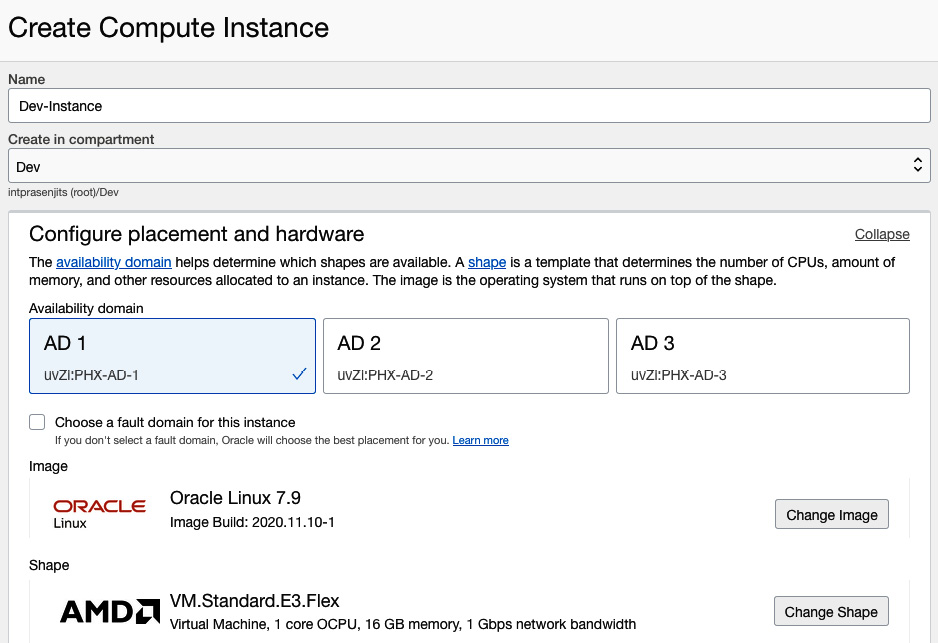 Create Compute Instance
Name
Dev-Instance
Create in compartment
Dev
intprasenjits (root)/Dev
Configure placement and hardware
Collapse
The availability domain helps determine which shapes are available. A shape is a template that determines the number of CPUs, amount of
memory, and other resources allocated to an instance. The image is the operating system that runs on top of the shape.
Availability domain
AD 1
uvZl:PHX-AD-1
AD 2
uvZl:PHX-AD-2
AD 3
uvZl:PHX-AD-3
Choose a fault domain for this instance
If you don't select a fault domain, Oracle will choose the best placement for you. Learn more
Image
ORACLE
Linux
Oracle Linux 7.9
Image Build: 2020.11.10-1
Change Image
Shape
AMD
VM.Standard.E3.Flex
Virtual Machine, 1 core OCPU, 16 GB memory, 1 Gbps network bandwidth
Change Shape